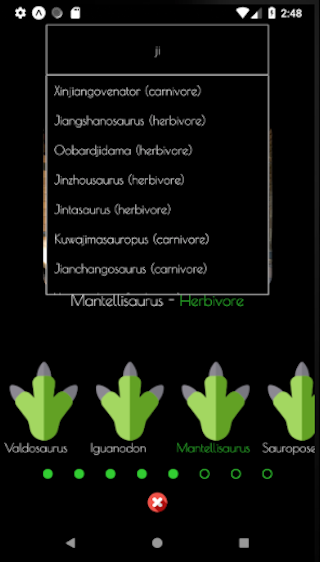 2:48
ji
Xinjiangovenator (carnivore)
Jiangshanosaurus (herbivore)
Oobardjidama (herbivore)
Jinzhousaurus (herbivore)
Jintasaurus (herbivore)
Kuwajimasauropus (carnivore)
Jianchangosaurus (carnivore)
Mantellisaurus - Herbivore
Valdosaurus Iguanodon Mantellisaurus Sauropose